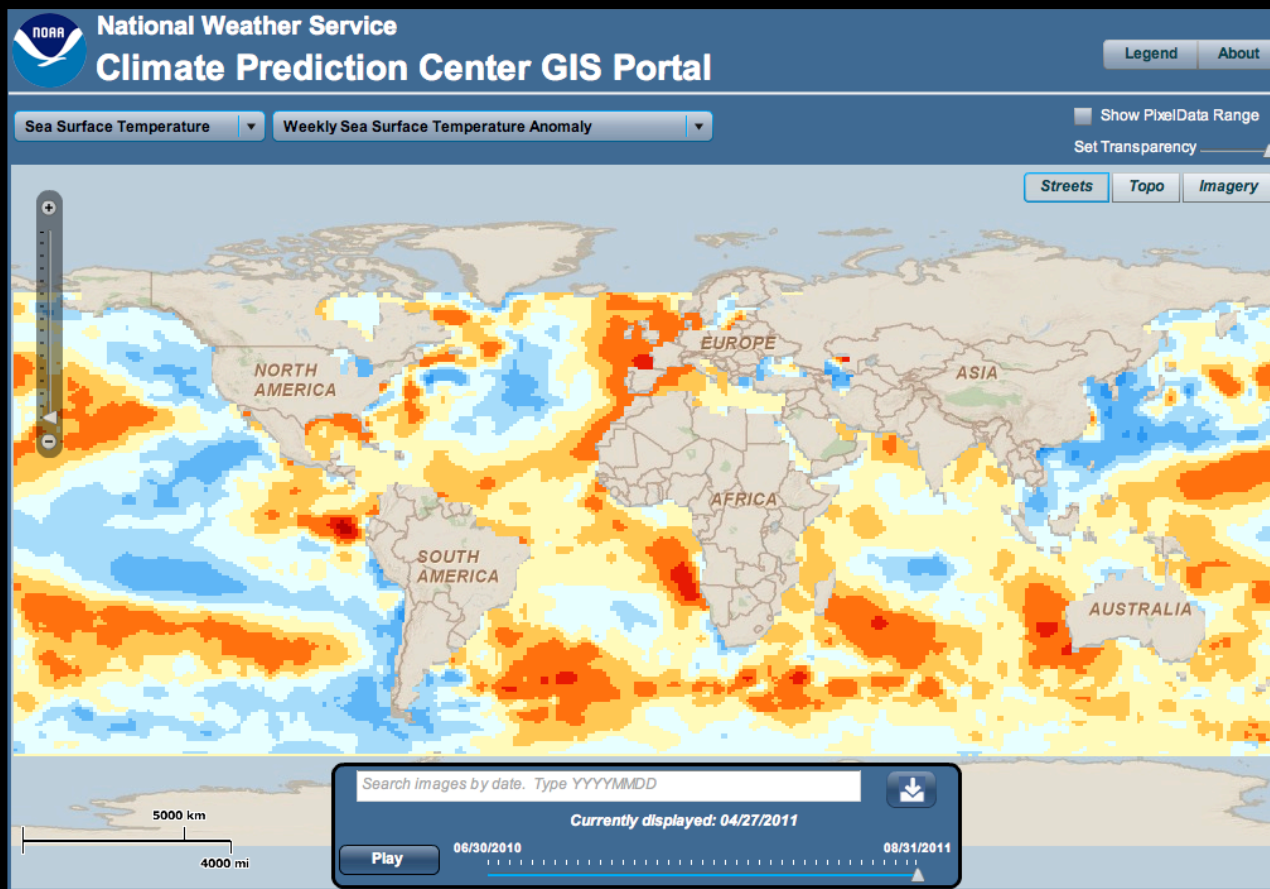 NOAA
National Weather Service
Climate Prediction Center GIS Portal
Legend
About
Sea Surface Temperature
Weekly Sea Surface Temperature Anomaly
Show PixelData Range
Set Transparency
Streets
Topo
Imagery
NORTH
AMERICA
EUROPE
ASIA
AFRICA
SOUTH
AMERICA
AUSTRALIA
Search images by date. Type YYYYMMDD
Currently displayed: 04/27/2011
5000 km
4000 mi
Play
06/30/2010
08/31/2011